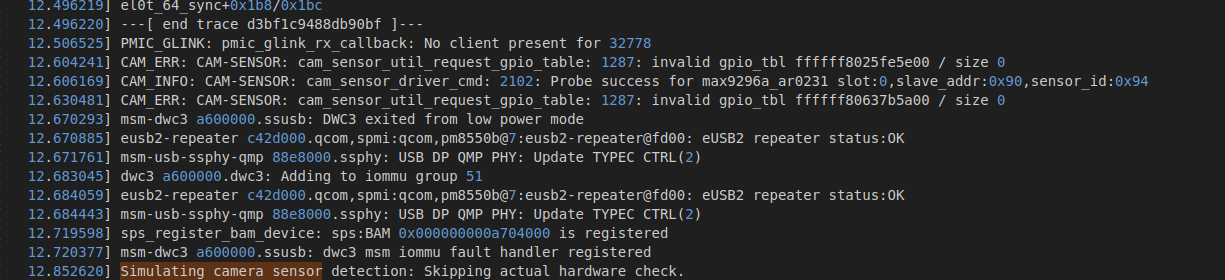 12.496219] el0t_64_sync+0x1b8/0x1bc
12.496220] ---[ end trace d3bf1c9488db90bf ]---
12.506525] PMIC_GLINK: pmic_glink_rx_callback: No client present for 32778
12.604241] CAM_ERR: CAM-SENSOR: cam_sensor_util_request_gpio_table: 1287: invalid gpio_tbl ffffff8025fe5e00 / size 0
12.606169] CAM_INFO: CAM-SENSOR: cam_sensor_driver_cmd: 2102: Probe success for max9296a_ar0231 slot:0,slave_addr:0x90,sensor_id:0x94
12.630481] CAM_ERR: CAM-SENSOR: cam_sensor_util_request_gpio_table: 1287: invalid gpio_tbl ffffff80637b5a00 / size 0
12.670293] msm-dwc3 a600000.ssusb: DWC3 exited from low power mode
12.670885] eusb2-repeater c42d000.qcom,spmi:qcom,pm8550b@7:eusb2-repeater@fd00: eUSB2 repeater status:OK
12.671761] msm-usb-ssphy-qmp 88e8000.ssphy: USB DP QMP PHY: Update TYPEC CTRL(2)
12.683045] dwc3 a600000.dwc3: Adding to iommu group 51
12.684059] eusb2-repeater c42d000.qcom,spmi:qcom,pm8550b@7:eusb2-repeater@fd00: eUSB2 repeater status:OK
12.684443] msm-usb-ssphy-qmp 88e8000.ssphy: USB DP QMP PHY: Update TYPEC CTRL(2)
12.719598] sps_register_bam_device: sps:BAM 0x000000000a704000 is registered
12.720377] msm-dwc3 a600000.ssusb: dwc3 msm iommu fault handler registered
12.852620] Simulating camera sensor detection: Skipping actual hardware check.